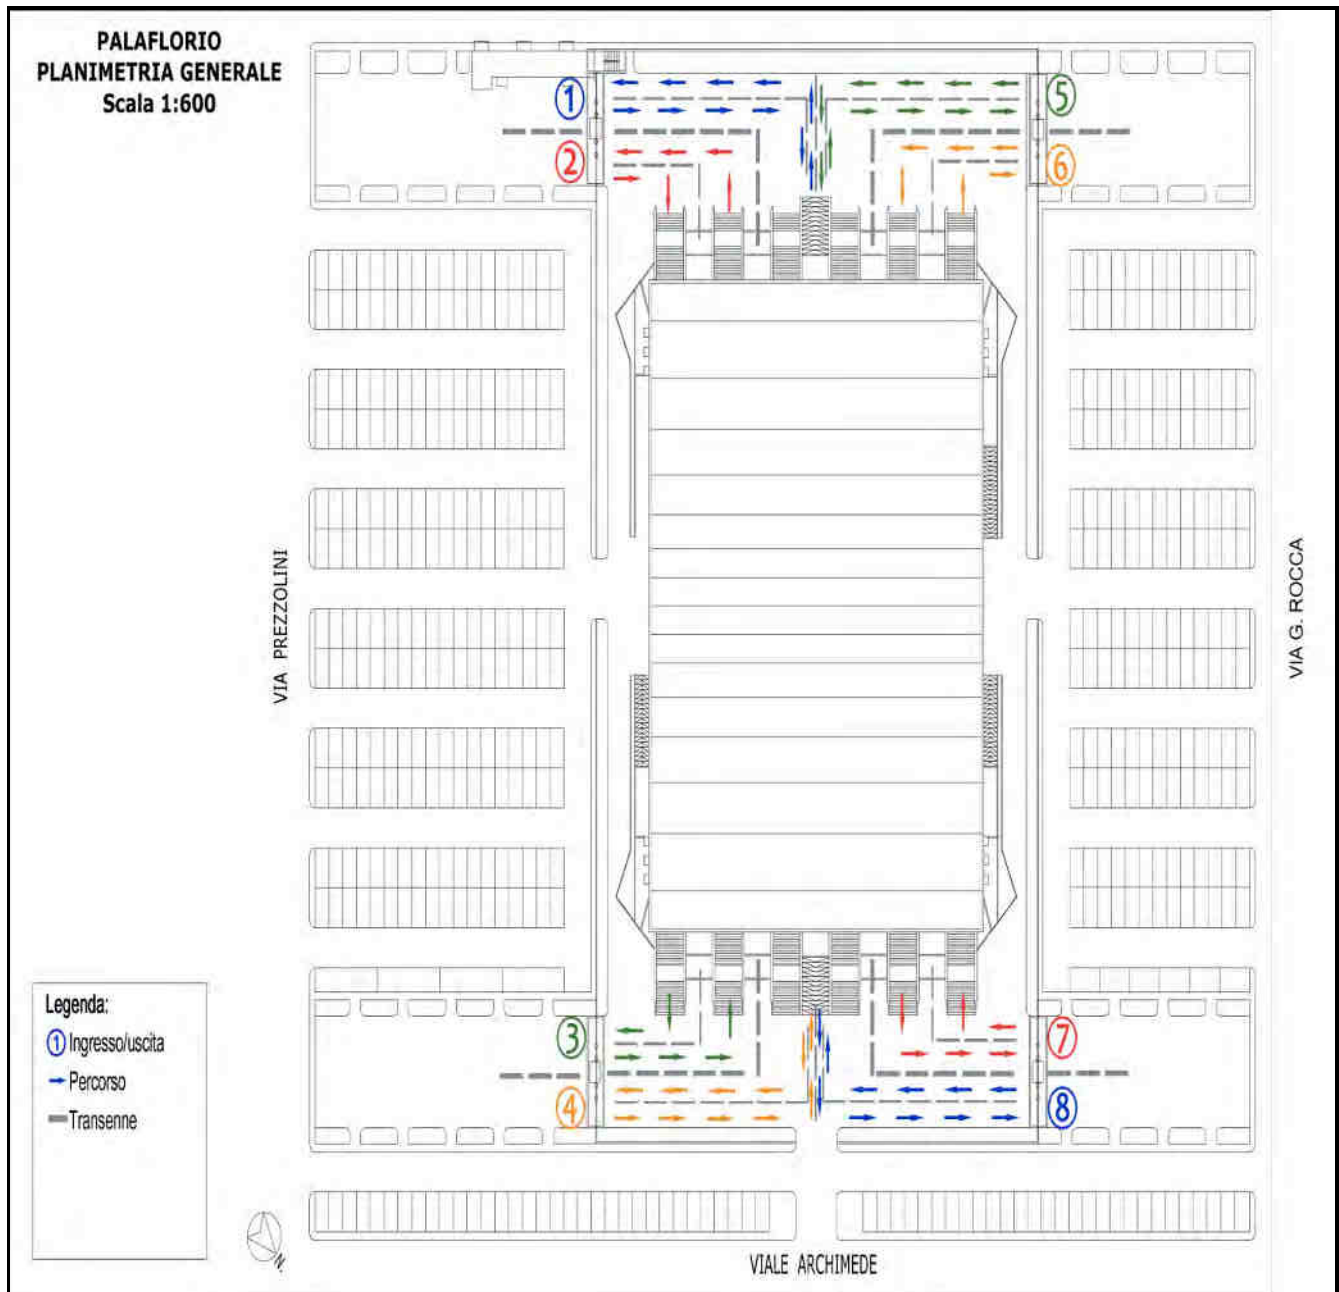 PALAFLORIO
PLANIMETRIA GENERALE
Scala 1:600
1
5
2
6
VIA PREZZOLINI
VIA G. ROCCA
3
7
4
8
Legenda:
1 Ingresso/uscita
Percorso
Transenne
N.
VIALE ARCHIMEDE